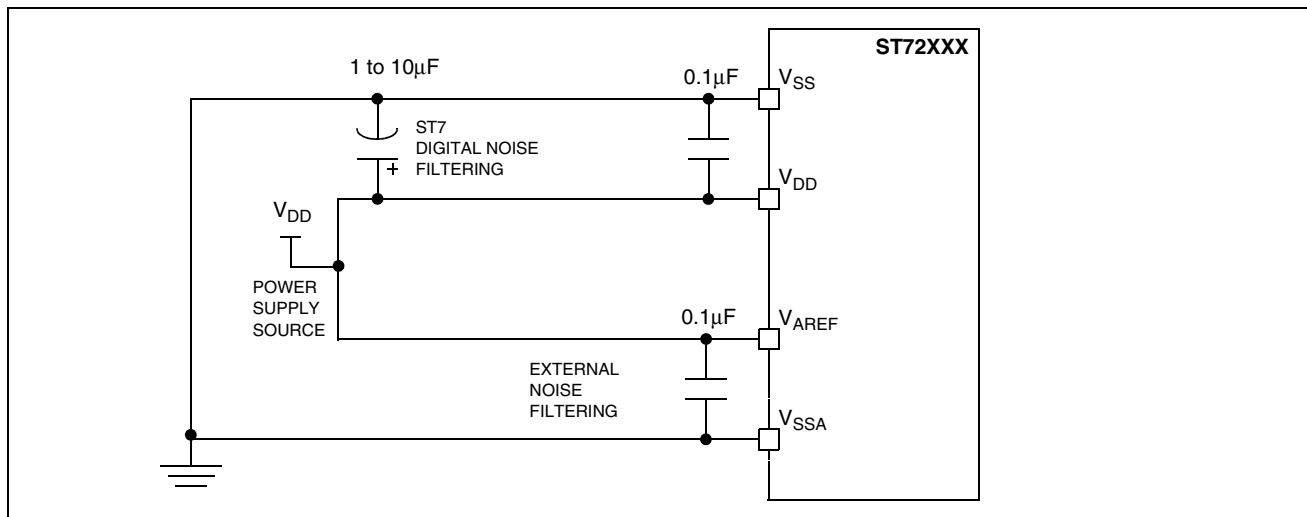 ST72XXX
1 to 10μF
0.1μF
VSS
ST7
DIGITAL NOISE
FILTERING
+
VDD
VDD
POWER
SUPPLY
SOURCE
0.1μF
VAREF
EXTERNAL
NOISE
FILTERING
VSSA